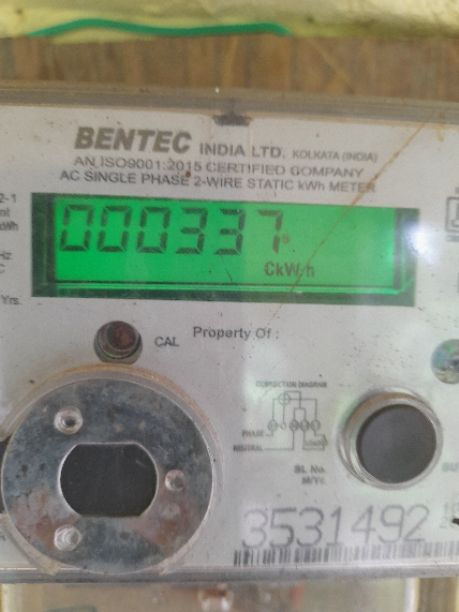 BENTEC INDIA LTD. KOLKATA (INDIA)
AN ISO9001:2015 CERTIFIED COMPANY
AC SINGLE PHASE 2-WIRE STATIC kWh METER
000337
CkWh
CAL
Property Of :
CONNECTION DIAGRAM
PHASE
NEUTRAL
LOAD
SL No.
M/Yr.
3531492